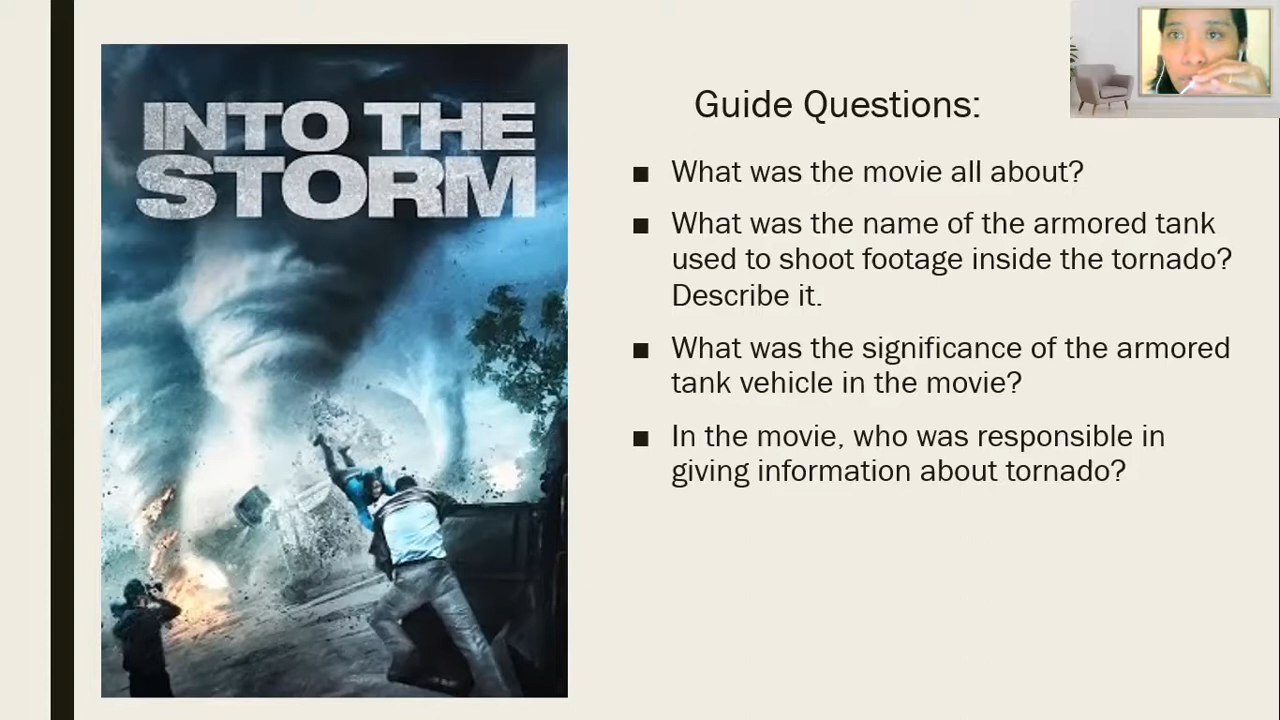 INTO THE
STORM
Guide Questions:
■ What was the movie all about?
■ What was the name of the armored tank
used to shoot footage inside the tornado?
Describe it.
■ What was the significance of the armored
tank vehicle in the movie?
■ In the movie, who was responsible in
giving information about tornado?